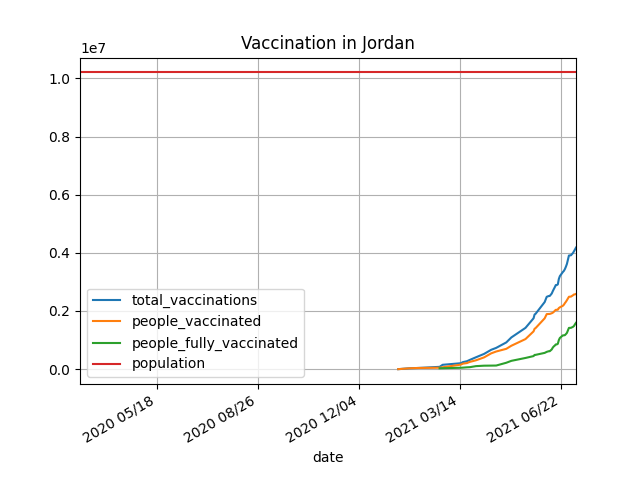 Vaccination in Jordan
1e7
1.0
0.8
0.6
0.4
0.2
0.0
total_vaccinations
people_vaccinated
people_fully_vaccinated
population
2020 05/18
2020 08/26
2020 12/04
2021 03/14
2021 06/22
date